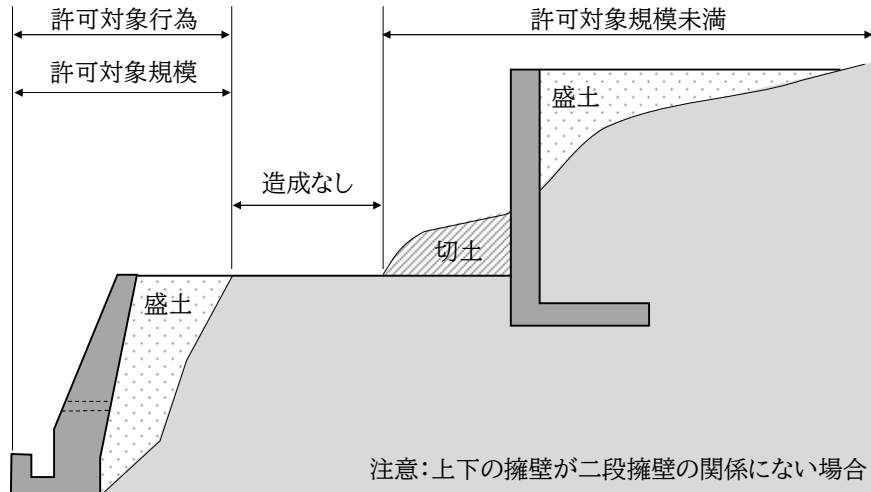 許可対象行為
許可対象規模未満
許可対象規模
盛土
造成なし
切土
盛土
注意：上下の擁壁が二段擁壁の関係にない場合